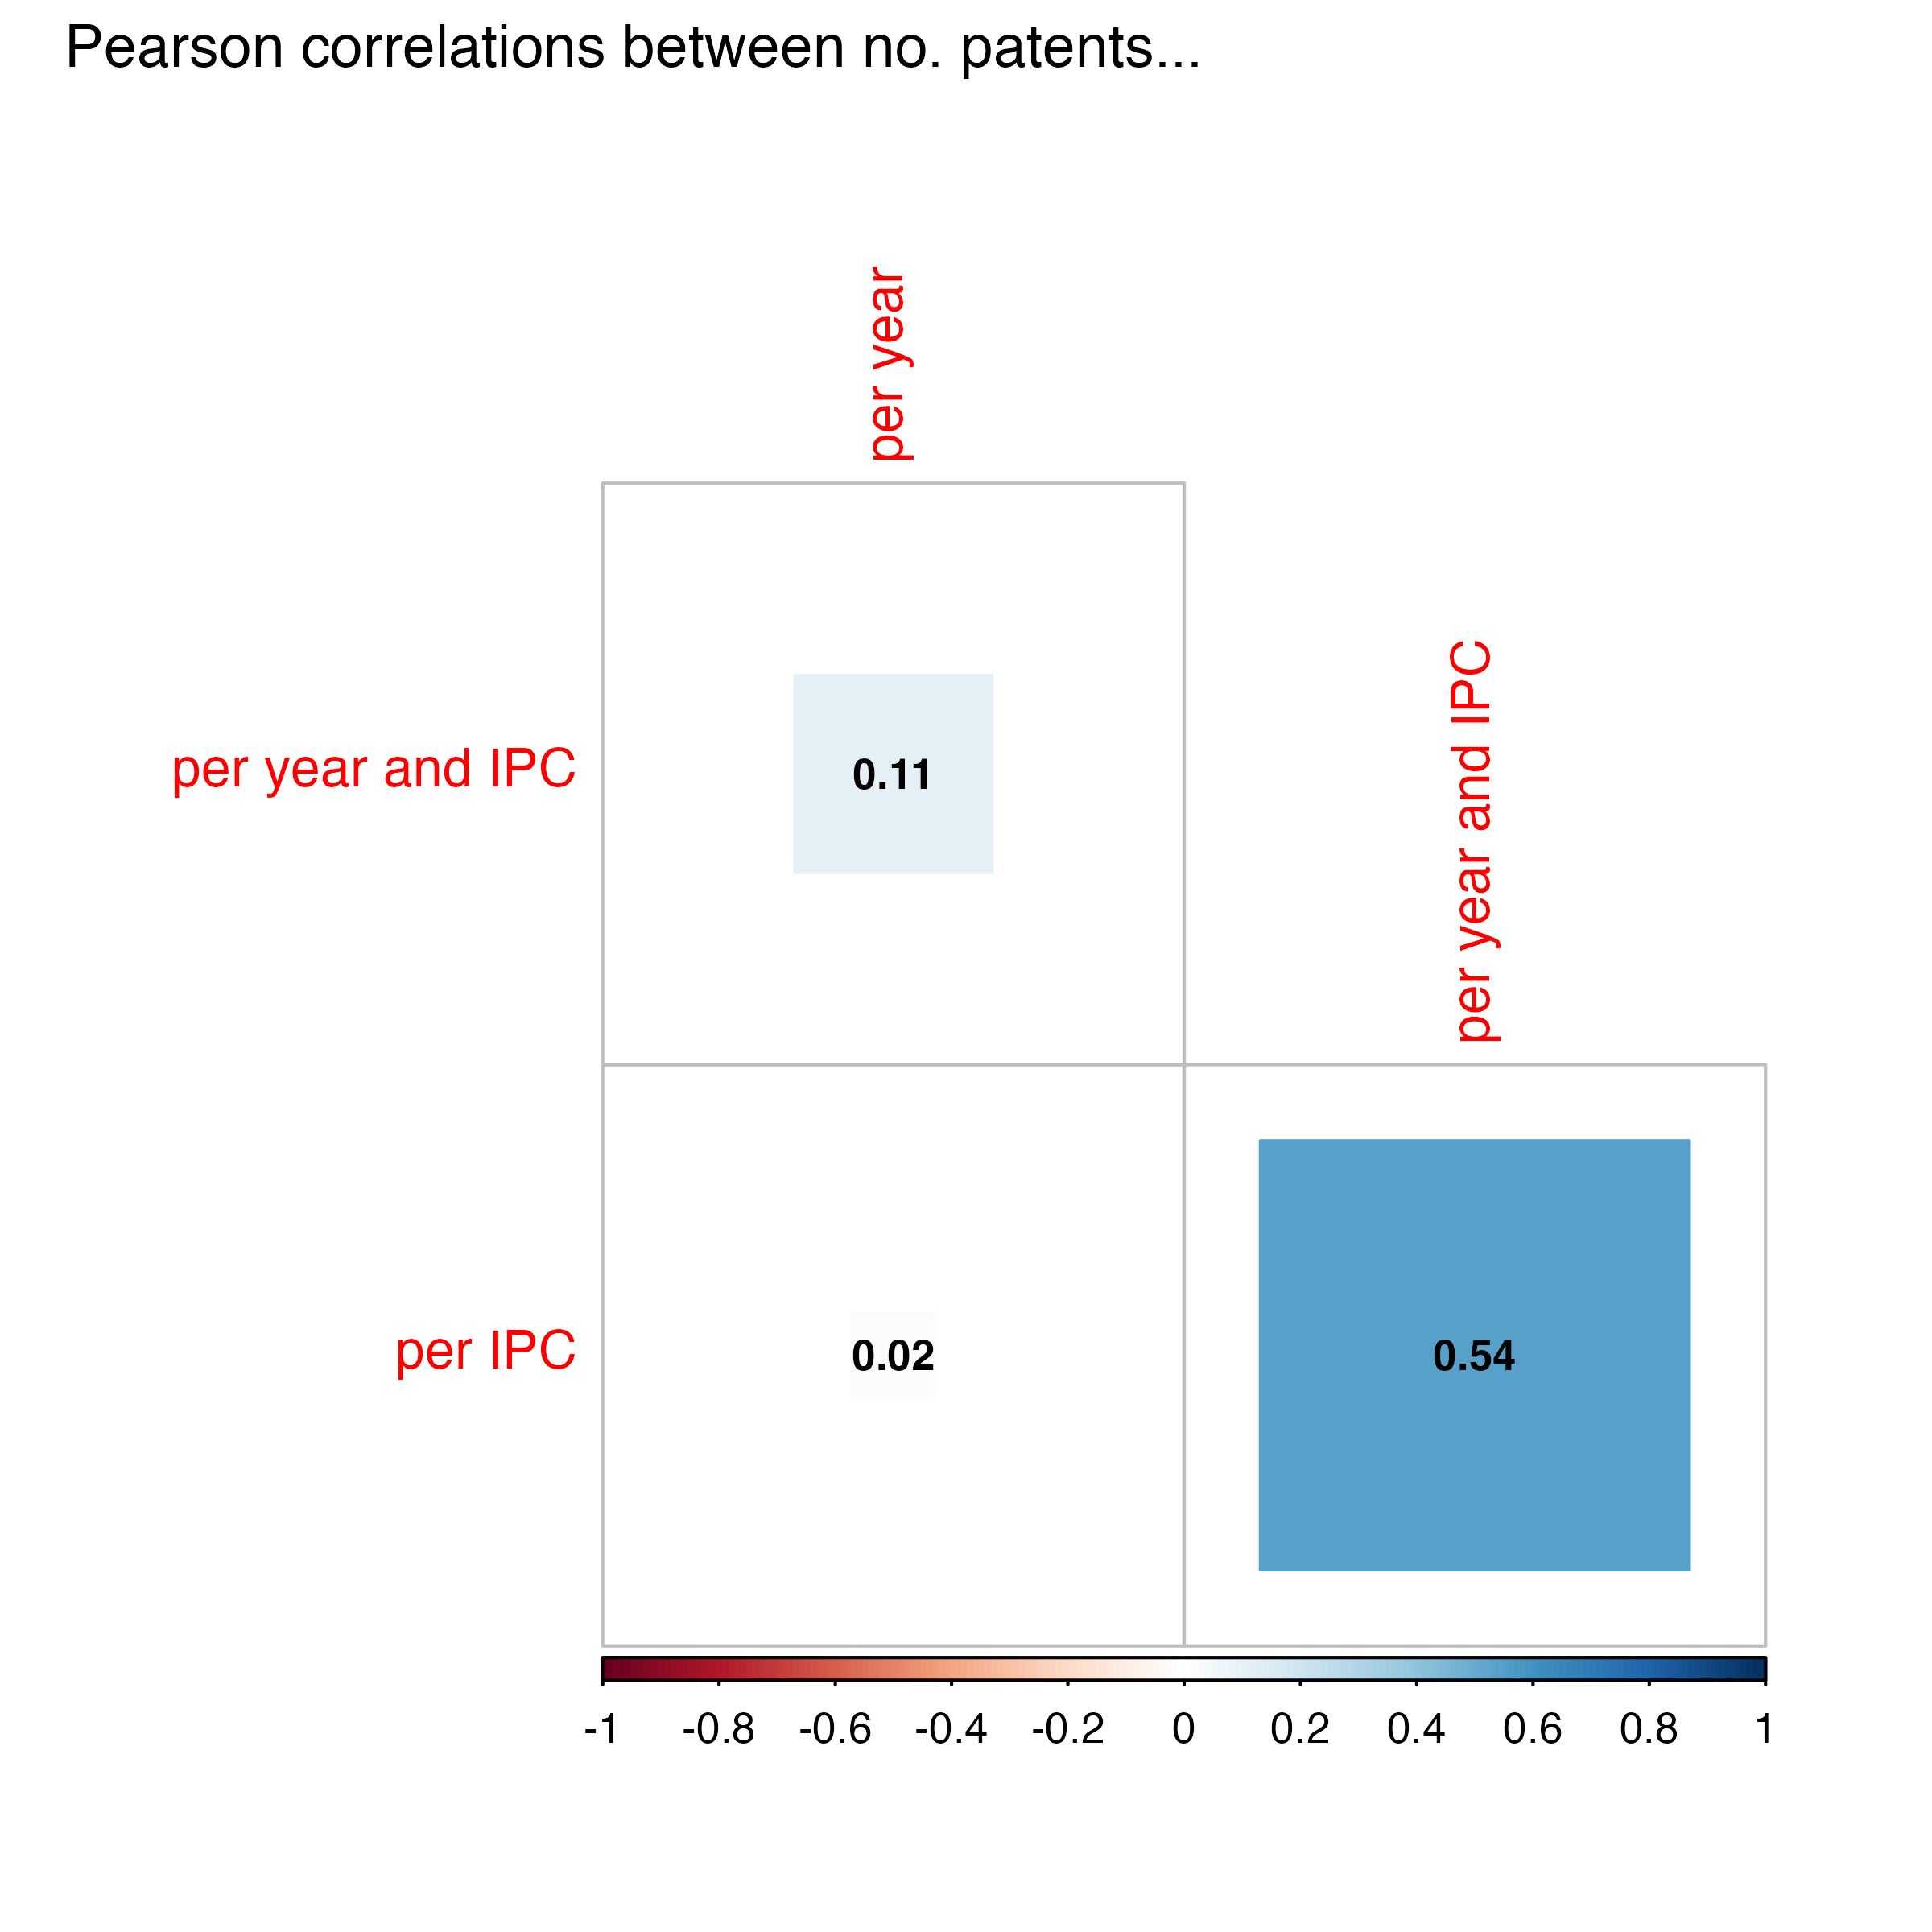 Pearson correlations between no. patents...
per year
per year and IPC
per year and IPC
0.11
per IPC
0.02
0.54
-1 -0.8 -0.6 -0.4 -0.2 0 0.2 0.4 0.6 0.8 1